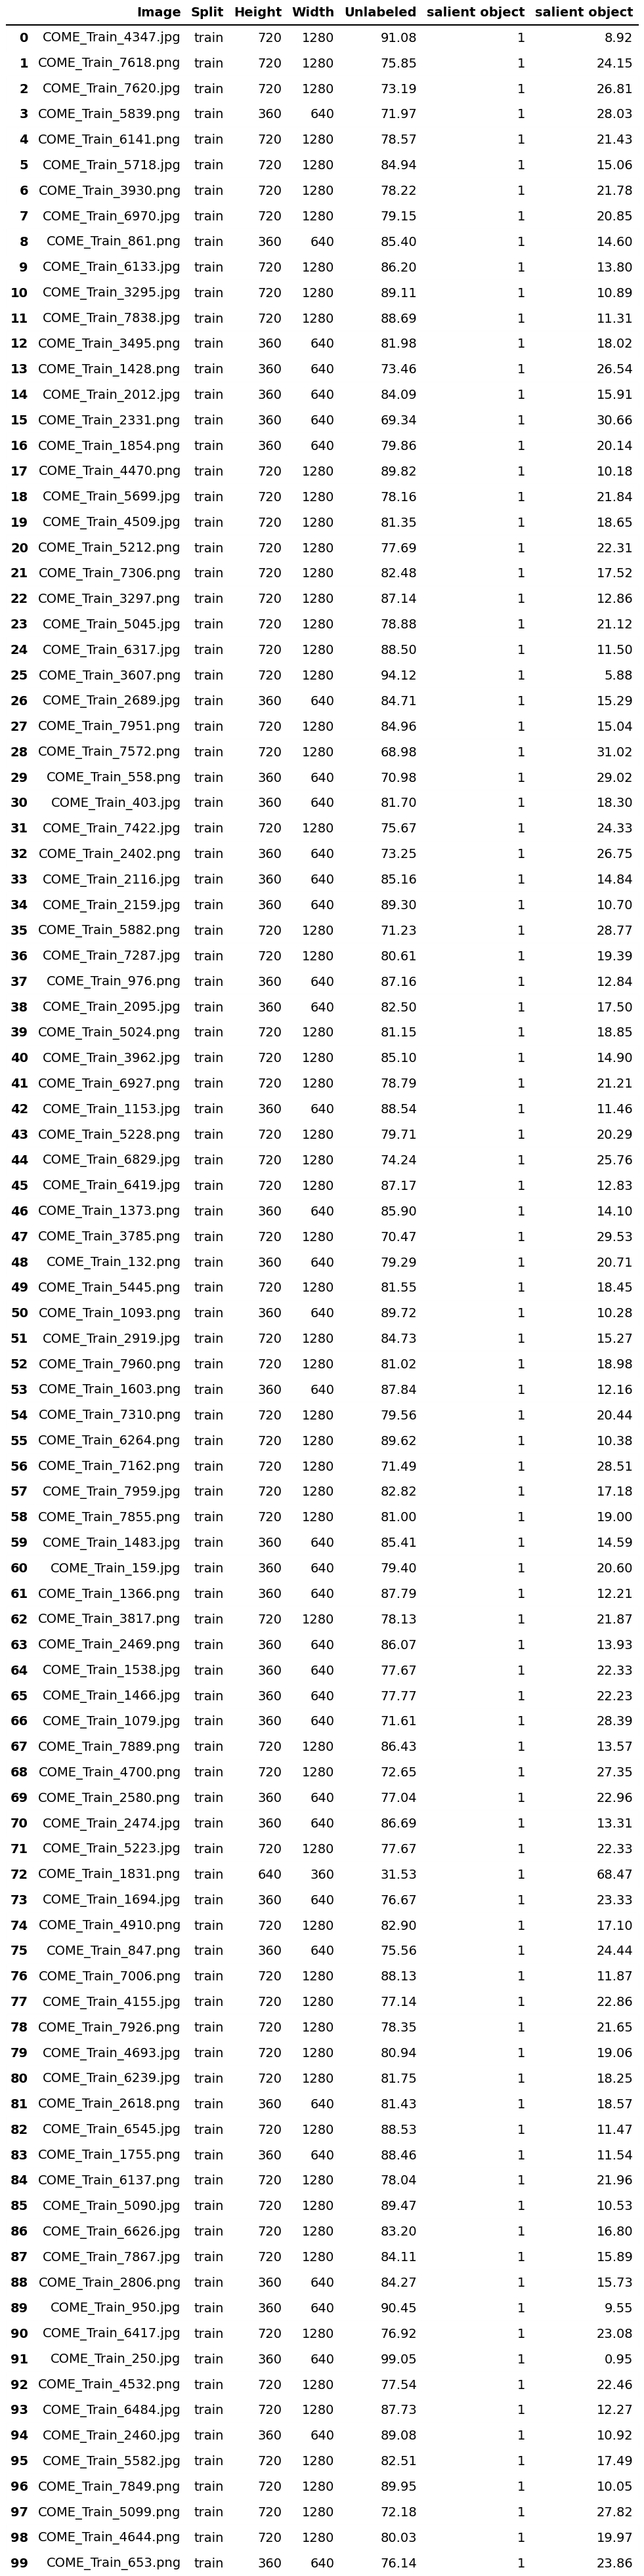 Image Split Height Width Unlabeled salient object salient object
0 COME_Train_4347.jpg train 720 1280 91.08 1 8.92
1 COME_Train_7618.jpg train 720 1280 75.85 1 24.15
2 COME_Train_7620.jpg train 720 1280 73.19 1 26.81
3 COME_Train_5839.jpg train 360 640 71.97 1 28.03
4 COME_Train_6141.png train 720 1280 78.57 1 21.43
5 COME_Train_5718.jpg train 720 1280 84.94 1 15.06
6 COME_Train_3930.png train 720 1280 78.22 1 21.78
7 COME_Train_6970.jpg train 720 1280 79.15 1 20.85
8 COME_Train_861.png train 360 640 85.40 1 14.60
9 COME_Train_6133.jpg train 720 1280 86.20 1 13.80
10 COME_Train_3295.png train 720 1280 89.11 1 10.89
11 COME_Train_7838.jpg train 720 1280 88.69 1 11.31
12 COME_Train_3495.png train 360 640 81.98 1 18.02
13 COME_Train_1428.png train 360 640 73.46 1 26.54
14 COME_Train_2012.jpg train 360 640 84.09 1 15.91
15 COME_Train_2331.png train 360 640 69.34 1 30.66
16 COME_Train_1854.png train 360 640 79.86 1 20.14
17 COME_Train_4470.png train 720 1280 89.82 1 10.18
18 COME_Train_5699.jpg train 720 1280 78.16 1 21.84
19 COME_Train_4509.jpg train 720 1280 81.35 1 18.65
20 COME_Train_5212.png train 720 1280 77.69 1 22.31
21 COME_Train_7306.png train 720 1280 82.48 1 17.52
22 COME_Train_3297.png train 720 1280 87.14 1 12.86
23 COME_Train_5045.jpg train 720 1280 78.88 1 21.12
24 COME_Train_6317.jpg train 720 1280 88.50 1 11.50
25 COME_Train_3607.png train 720 1280 94.12 1 5.88
26 COME_Train_2689.jpg train 360 640 84.71 1 15.29
27 COME_Train_7951.jpg train 720 1280 84.96 1 15.04
28 COME_Train_7572.png train 720 1280 68.98 1 31.02
29 COME_Train_558.png train 360 640 70.98 1 29.02
30 COME_Train_403.jpg train 360 640 81.70 1 18.30
31 COME_Train_7422.jpg train 720 1280 75.67 1 24.33
32 COME_Train_2402.png train 360 640 73.25 1 26.75
33 COME_Train_2116.jpg train 360 640 85.16 1 14.84
34 COME_Train_2159.jpg train 360 640 89.30 1 10.70
35 COME_Train_5882.jpg train 720 1280 71.23 1 28.77
36 COME_Train_7287.jpg train 720 1280 80.61 1 19.39
37 COME_Train_976.png train 360 640 87.16 1 12.84
38 COME_Train_2095.jpg train 360 640 82.50 1 17.50
39 COME_Train_5024.png train 720 1280 81.15 1 18.85
40 COME_Train_3962.jpg train 720 1280 85.10 1 14.90
41 COME_Train_6927.png train 720 1280 78.79 1 21.21
42 COME_Train_1153.jpg train 360 640 88.54 1 11.46
43 COME_Train_5228.png train 720 1280 79.71 1 20.29
44 COME_Train_6829.jpg train 720 1280 74.24 1 25.76
45 COME_Train_6419.jpg train 720 1280 87.17 1 12.83
46 COME_Train_1373.png train 360 640 85.90 1 14.10
47 COME_Train_3785.png train 720 1280 70.47 1 29.53
48 COME_Train_132.png train 360 640 79.29 1 20.71
49 COME_Train_5445.jpg train 720 1280 81.55 1 18.45
50 COME_Train_1093.png train 360 640 89.72 1 10.28
51 COME_Train_2919.jpg train 720 1280 84.73 1 15.27
52 COME_Train_7960.png train 720 1280 81.02 1 18.98
53 COME_Train_1603.png train 360 640 87.84 1 12.16
54 COME_Train_7310.png train 720 1280 79.56 1 20.44
55 COME_Train_6264.png train 720 1280 89.62 1 10.38
56 COME_Train_7162.png train 720 1280 71.49 1 28.51
57 COME_Train_7959.png train 720 1280 82.82 1 17.18
58 COME_Train_7855.png train 720 1280 81.00 1 19.00
59 COME_Train_1483.jpg train 360 640 85.41 1 14.59
60 COME_Train_159.jpg train 360 640 79.40 1 20.60
61 COME_Train_1366.png train 360 640 87.79 1 12.21
62 COME_Train_3817.png train 720 1280 78.13 1 21.87
63 COME_Train_2469.png train 360 640 86.07 1 13.93
64 COME_Train_1538.jpg train 360 640 77.67 1 22.33
65 COME_Train_1466.jpg train 360 640 77.77 1 22.23
66 COME_Train_1079.jpg train 360 640 71.61 1 28.39
67 COME_Train_7889.png train 720 1280 86.43 1 13.57
68 COME_Train_4700.png train 720 1280 72.65 1 27.35
69 COME_Train_2580.png train 360 640 77.04 1 22.96
70 COME_Train_2474.png train 360 640 86.69 1 13.31
71 COME_Train_5223.jpg train 720 1280 77.67 1 22.33
72 COME_Train_1831.png train 640 360 31.53 1 68.47
73 COME_Train_1694.jpg train 360 640 76.67 1 23.33
74 COME_Train_4910.png train 720 1280 82.90 1 17.10
75 COME_Train_847.png train 360 640 75.56 1 24.44
76 COME_Train_7006.jpg train 720 1280 88.13 1 11.87
77 COME_Train_4155.jpg train 720 1280 77.14 1 22.86
78 COME_Train_7926.jpg train 720 1280 78.35 1 21.65
79 COME_Train_4693.jpg train 720 1280 80.94 1 19.06
80 COME_Train_6239.jpg train 720 1280 81.75 1 18.25
81 COME_Train_2618.jpg train 360 640 81.43 1 18.57
82 COME_Train_6545.jpg train 720 1280 88.53 1 11.47
83 COME_Train_1755.png train 360 640 88.46 1 11.54
84 COME_Train_6137.png train 720 1280 78.04 1 21.96
85 COME_Train_5090.jpg train 720 1280 89.47 1 10.53
86 COME_Train_6626.jpg train 720 1280 83.20 1 16.80
87 COME_Train_7867.jpg train 720 1280 84.11 1 15.89
88 COME_Train_2806.png train 360 640 84.27 1 15.73
89 COME_Train_950.jpg train 360 640 90.45 1 9.55
90 COME_Train_6417.jpg train 720 1280 76.92 1 23.08
91 COME_Train_250.jpg train 360 640 99.05 1 0.95
92 COME_Train_4532.jpg train 720 1280 77.54 1 22.46
93 COME_Train_6484.jpg train 720 1280 87.73 1 12.27
94 COME_Train_2460.jpg train 360 640 89.08 1 10.92
95 COME_Train_5582.jpg train 720 1280 82.51 1 17.49
96 COME_Train_7849.png train 720 1280 89.95 1 10.05
97 COME_Train_5099.jpg train 720 1280 72.18 1 27.82
98 COME_Train_4644.jpg train 720 1280 80.03 1 19.97
99 COME_Train_653.png train 360 640 76.14 1 23.86